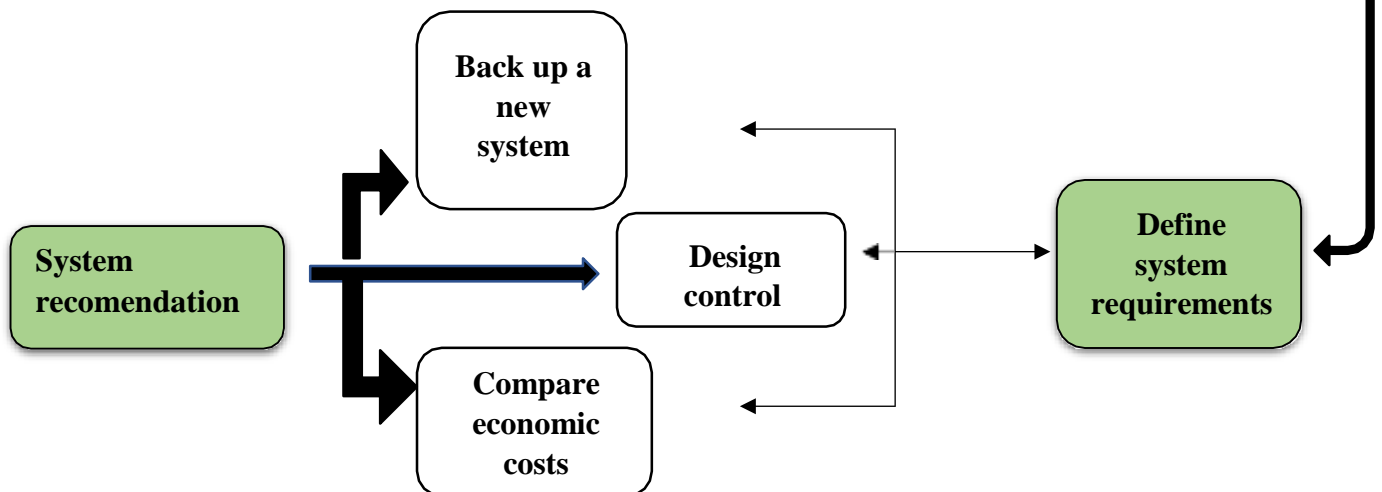 Back up a
new
system
System
recomendation
Design
control
Define
system
requirements
Compare
economic
costs